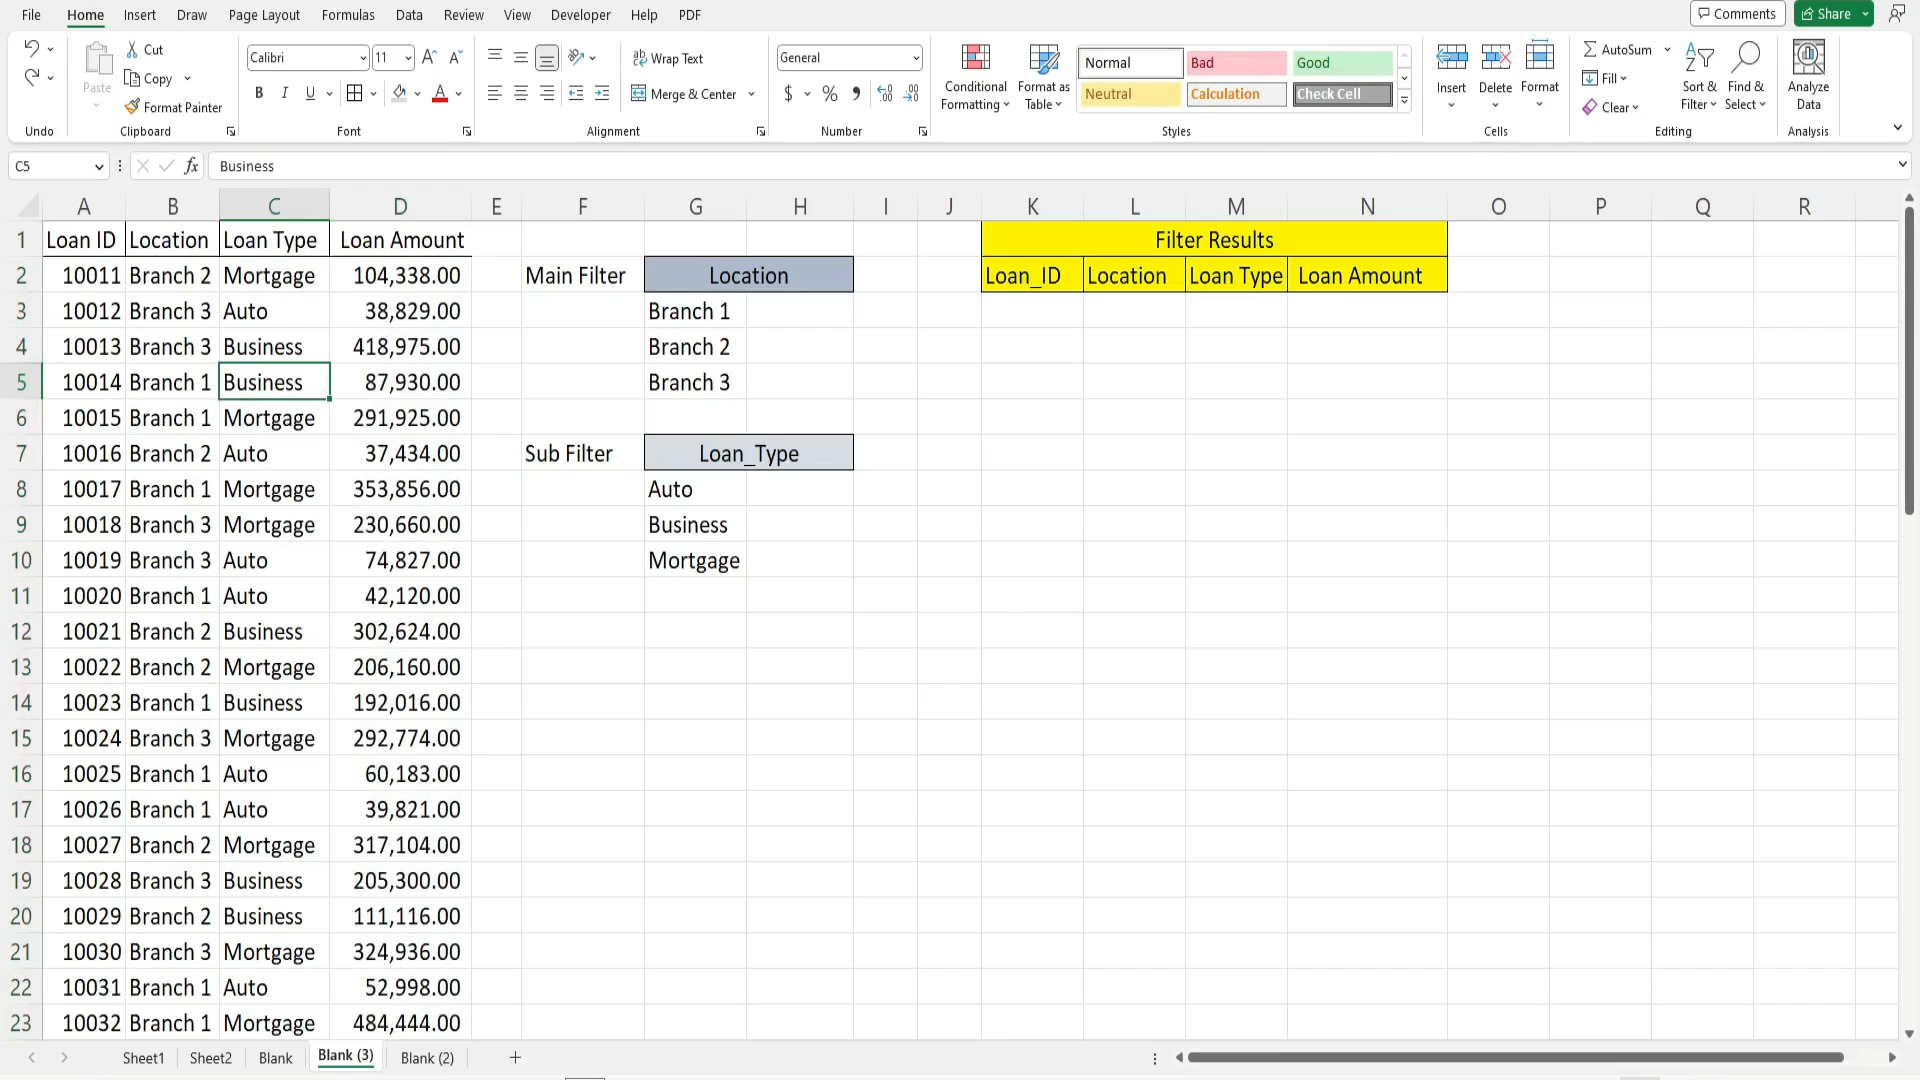 File Home Insert Draw Page Layout Formulas Data Review View Developer Help PDF Comments Share
Cut
Copy
Format Painter
Paste
Calibri 11
B I U
Wrap Text
Merge & Center
General
$ % 9
Conditional Formatting
Format as Table
Normal Bad Good
Neutral Calculation Check Cell
Insert Delete Format
AutoSum
Fill
Clear
Sort & Filter
Find & Select
Analyze Data
Undo Clipboard Font Alignment Number Styles Cells Editing Analysis
C5 fx Business
A B C D E F G H I J K L M N O P Q R
1 Loan ID Location Loan Type Loan Amount Filter Results
2 10011 Branch 2 Mortgage 104,338.00 Main Filter Location Loan_ID Location Loan Type Loan Amount
3 10012 Branch 3 Auto 38,829.00 Branch 1
4 10013 Branch 3 Business 418,975.00 Branch 2
5 10014 Branch 1 Business 87,930.00 Branch 3
6 10015 Branch 1 Mortgage 291,925.00
7 10016 Branch 2 Auto 37,434.00 Sub Filter Loan_Type
8 10017 Branch 1 Mortgage 353,856.00 Auto
9 10018 Branch 3 Mortgage 230,660.00 Business
10 10019 Branch 3 Auto 74,827.00 Mortgage
11 10020 Branch 1 Auto 42,120.00
12 10021 Branch 2 Business 302,624.00
13 10022 Branch 2 Mortgage 206,160.00
14 10023 Branch 1 Business 192,016.00
15 10024 Branch 3 Mortgage 292,774.00
16 10025 Branch 1 Auto 60,183.00
17 10026 Branch 1 Auto 39,821.00
18 10027 Branch 2 Mortgage 317,104.00
19 10028 Branch 3 Business 205,300.00
20 10029 Branch 2 Business 111,116.00
21 10030 Branch 3 Mortgage 324,936.00
22 10031 Branch 1 Auto 52,998.00
23 10032 Branch 1 Mortgage 484,444.00
Sheet1 Sheet2 Blank Blank (3) Blank (2)